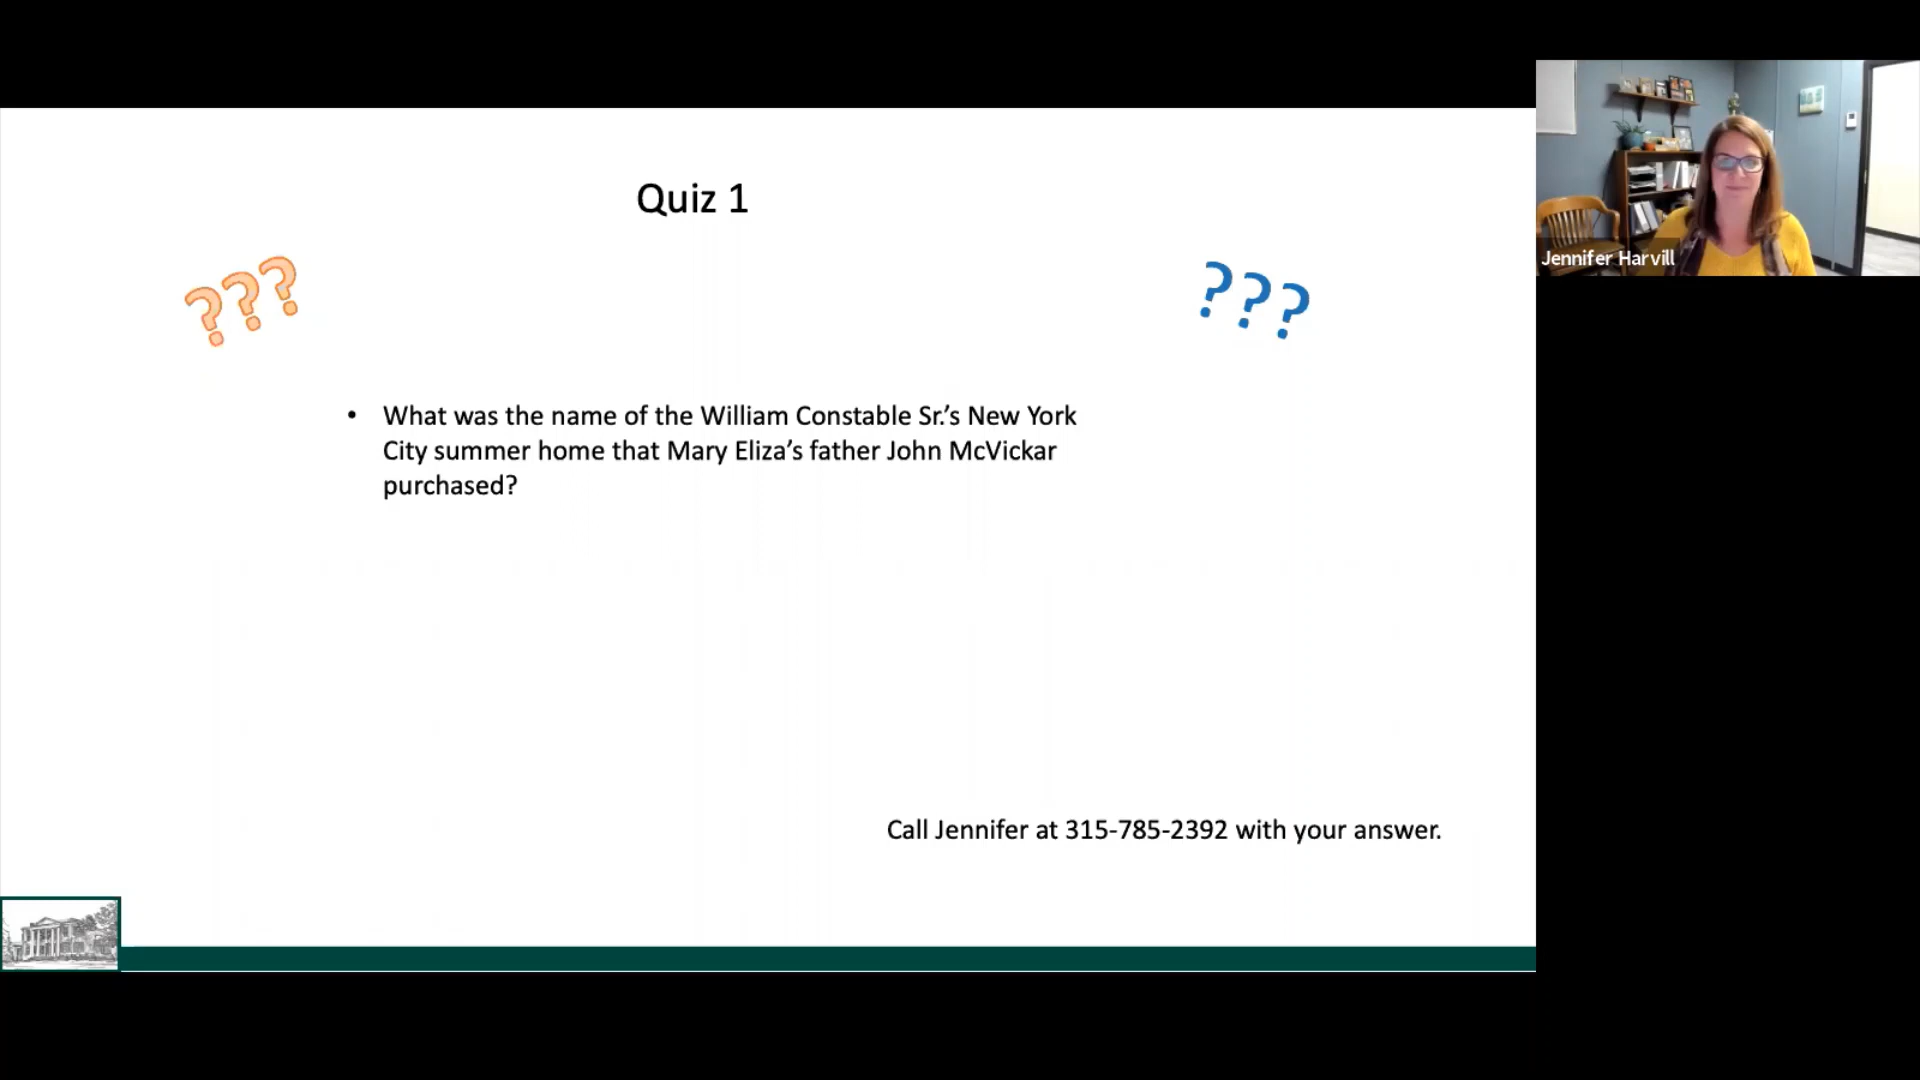 Quiz 1
???
???
• What was the name of the William Constable Sr.’s New York
City summer home that Mary Eliza’s father John McVickar
purchased?
Call Jennifer at 315-785-2392 with your answer.
Jennifer Harvill